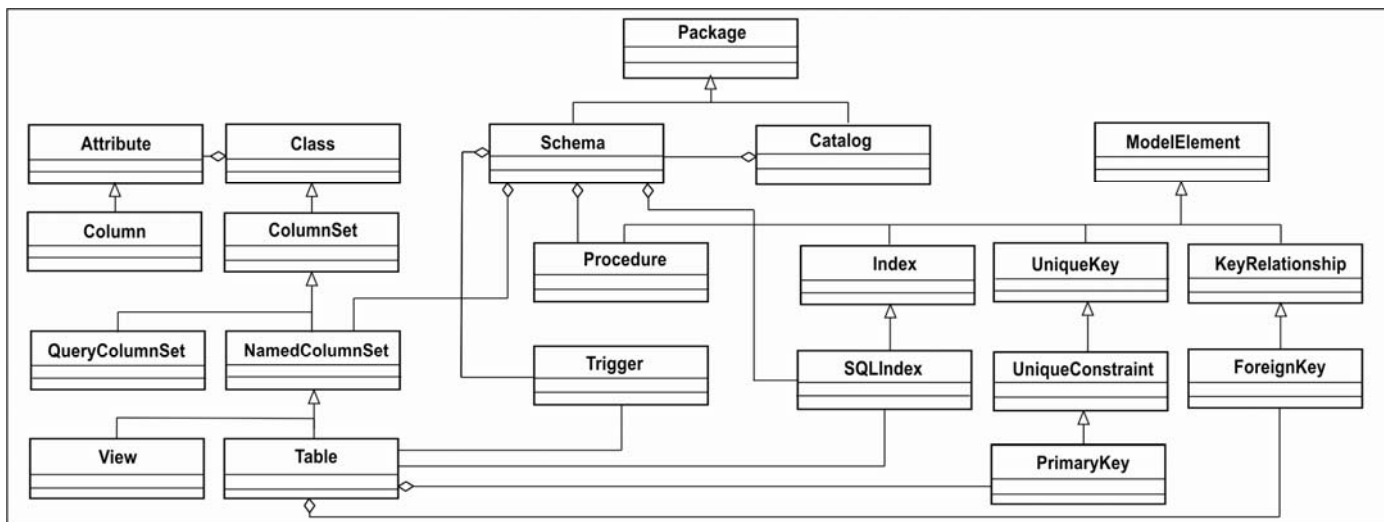 Package
Attribute
Class
Schema
Catalog
ModelElement
Column
ColumnSet
Procedure
Index
UniqueKey
KeyRelationship
QueryColumnSet
NamedColumnSet
Trigger
SQLIndex
UniqueConstraint
ForeignKey
View
Table
PrimaryKey